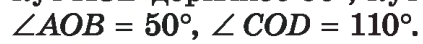 ∠AOB = 50°, ∠ COD = 110°.